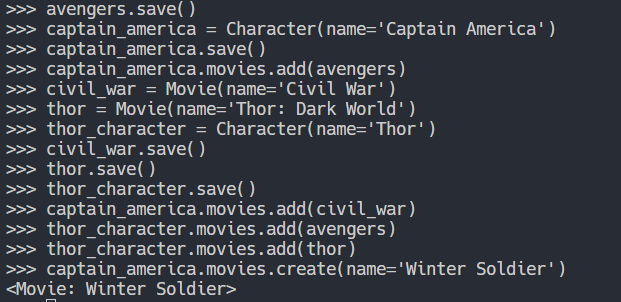 >>> avengers.save()
>>> captain_america = Character(name='Captain America')
>>> captain_america.save()
>>> captain_america.movies.add(avengers)
>>> civil_war = Movie(name='Civil War')
>>> thor = Movie(name='Thor: Dark World')
>>> thor_character = Character(name='Thor')
>>> civil_war.save()
>>> thor.save()
>>> thor_character.save()
>>> captain_america.movies.add(civil_war)
>>> thor_character.movies.add(avengers)
>>> thor_character.movies.add(thor)
>>> captain_america.movies.create(name='Winter Soldier')
<Movie: Winter Soldier>